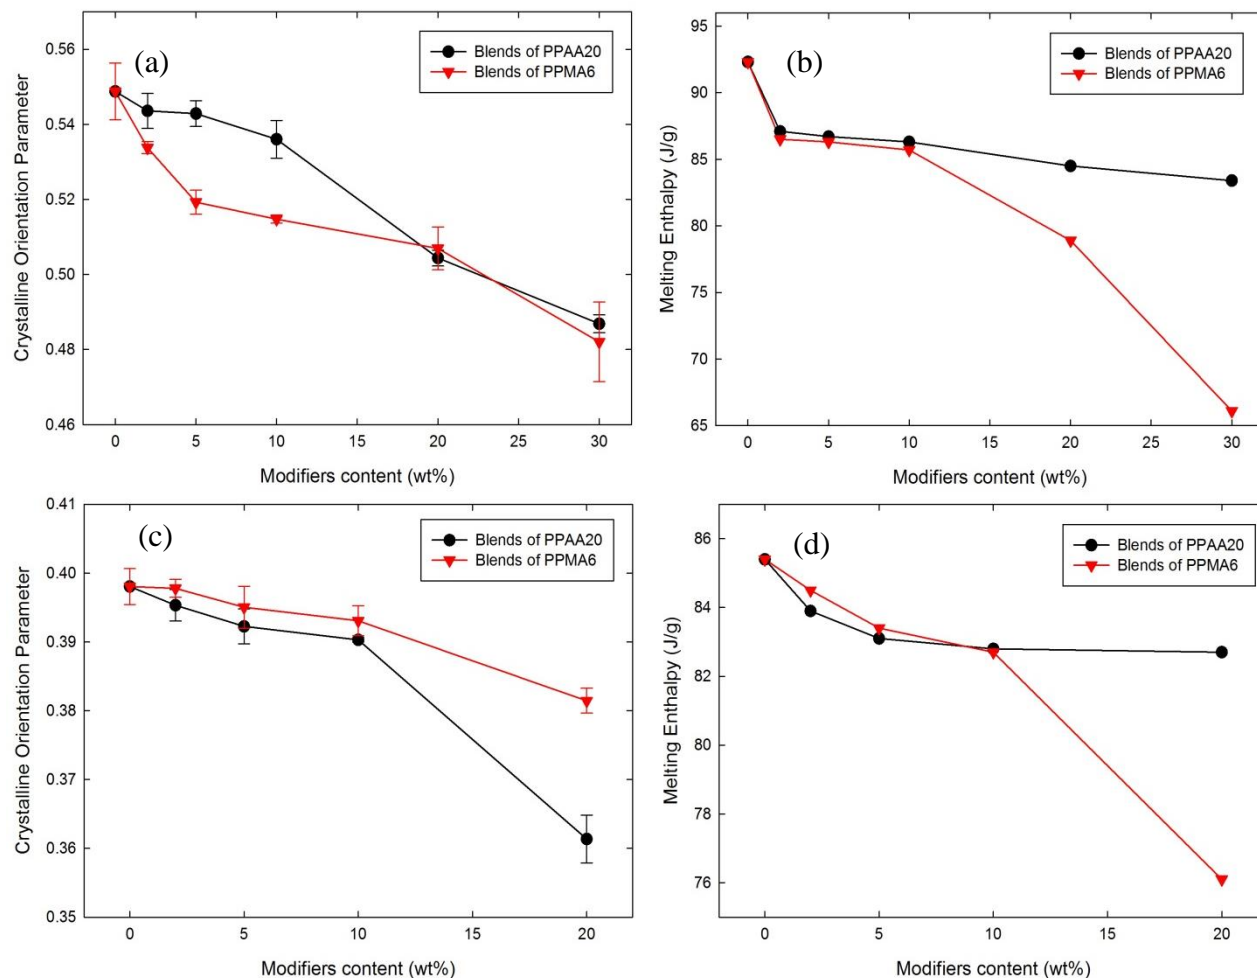 (a)
Blends of PPAA20
Blends of PPMA6
Crystalline Orientation Parameter
0.56
0.54
0.52
0.50
0.48
0.46
0 5 10 15 20 25 30
Modifiers content (wt%)
(b)
Blends of PPAA20
Blends of PPMA6
Melting Enthalpy (J/g)
95
90
85
80
75
70
65
0 5 10 15 20 25 30
Modifiers content (wt%)
(c)
Blends of PPAA20
Blends of PPMA6
Crystalline Orientation Parameter
0.41
0.40
0.39
0.38
0.37
0.36
0.35
0 5 10 15 20
Modifiers content (wt%)
(d)
Blends of PPAA20
Blends of PPMA6
Melting Enthalpy (J/g)
86
84
82
80
78
76
0 5 10 15 20
Modifiers content (wt%)